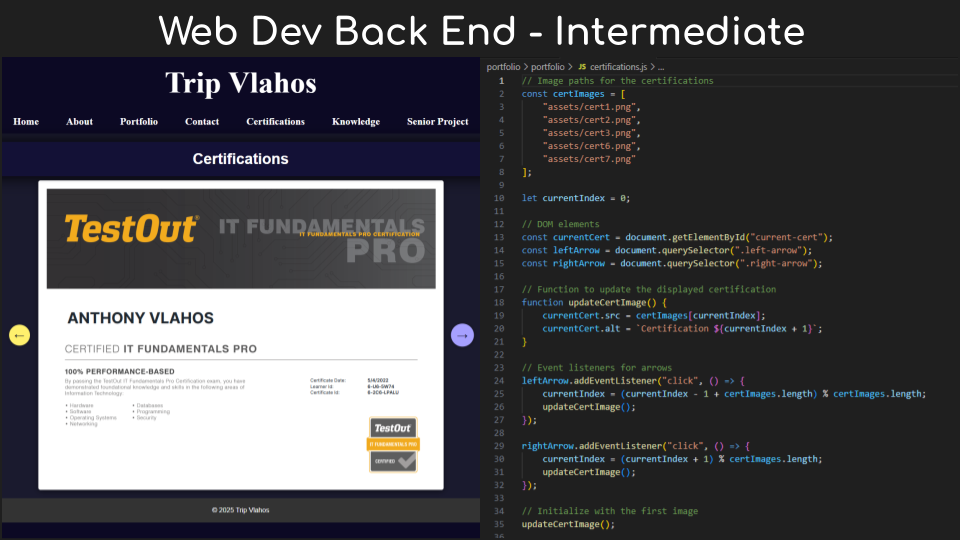 Web Dev Back End - Intermediate
Trip Vlahos
Home About Portfolio Contact Certifications Knowledge Senior Project
Certifications
TestOut® IT FUNDAMENTALS
IT FUNDAMENTALS PRO CERTIFICATION
PRO
ANTHONY VLAHOS
CERTIFIED IT FUNDAMENTALS PRO
100% PERFORMANCE-BASED
By passing the TestOut IT Fundamentals Pro Certification exam, you have
demonstrated foundational knowledge and skills in the following areas of
Information Technology:
• Hardware
• Software
• Operating Systems
• Networking
• Databases
• Programming
• Security
Certificate Date: 5/4/2022
Learner Id: 6-U6-5W74
Certificate Id: 6-2C6-LPALU
TestOut
IT FUNDAMENTALS PRO
CERTIFIED
←
→
© 2025 Trip Vlahos
portfolio > portfolio > JS certifications.js > ...
1 // Image paths for the certifications
2 const certImages = [
3 "assets/cert1.png",
4 "assets/cert2.png",
5 "assets/cert3.png",
6 "assets/cert6.png",
7 "assets/cert7.png"
8 ];
9
10 let currentIndex = 0;
11
12 // DOM elements
13 const currentCert = document.getElementById("current-cert");
14 const leftArrow = document.querySelector(".left-arrow");
15 const rightArrow = document.querySelector(".right-arrow");
16
17 // Function to update the displayed certification
18 function updateCertImage() {
19 currentCert.src = certImages[currentIndex];
20 currentCert.alt = `Certification ${currentIndex + 1}`;
21 }
22
23 // Event listeners for arrows
24 leftArrow.addEventListener("click", () => {
25 currentIndex = (currentIndex - 1 + certImages.length) % certImages.length;
26 updateCertImage();
27 });
28
29 rightArrow.addEventListener("click", () => {
30 currentIndex = (currentIndex + 1) % certImages.length;
31 updateCertImage();
32 });
33
34 // Initialize with the first image
35 updateCertImage();
36